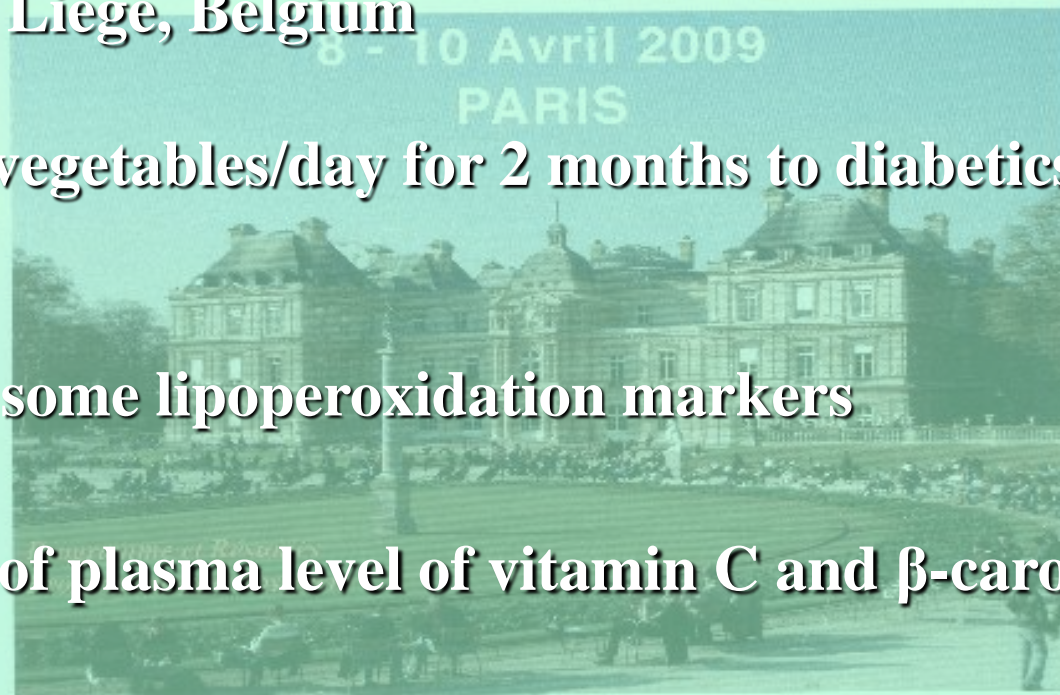 Liège, Belgium
8 - 10 Avril 2009
PARIS
vegetables/day for 2 months to diabetics
some lipoperoxidation markers
of plasma level of vitamin C and β-caro